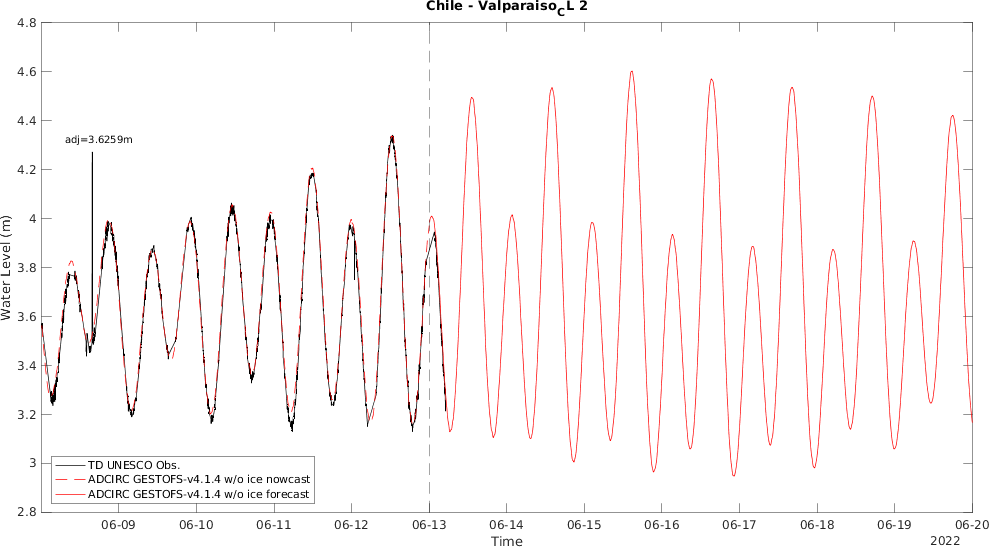 Chile - Valparaiso_CL 2
4.8
4.6
4.4
4.2
4
3.8
3.6
3.4
3.2
3
2.8
Water Level (m)
adj=3.6259m
TD UNESCO Obs.
ADCIRC GESTOFS-v4.1.4 w/o ice nowcast
ADCIRC GESTOFS-v4.1.4 w/o ice forecast
06-09 06-10 06-11 06-12 06-13 06-14 06-15 06-16 06-17 06-18 06-19 06-20
Time
2022